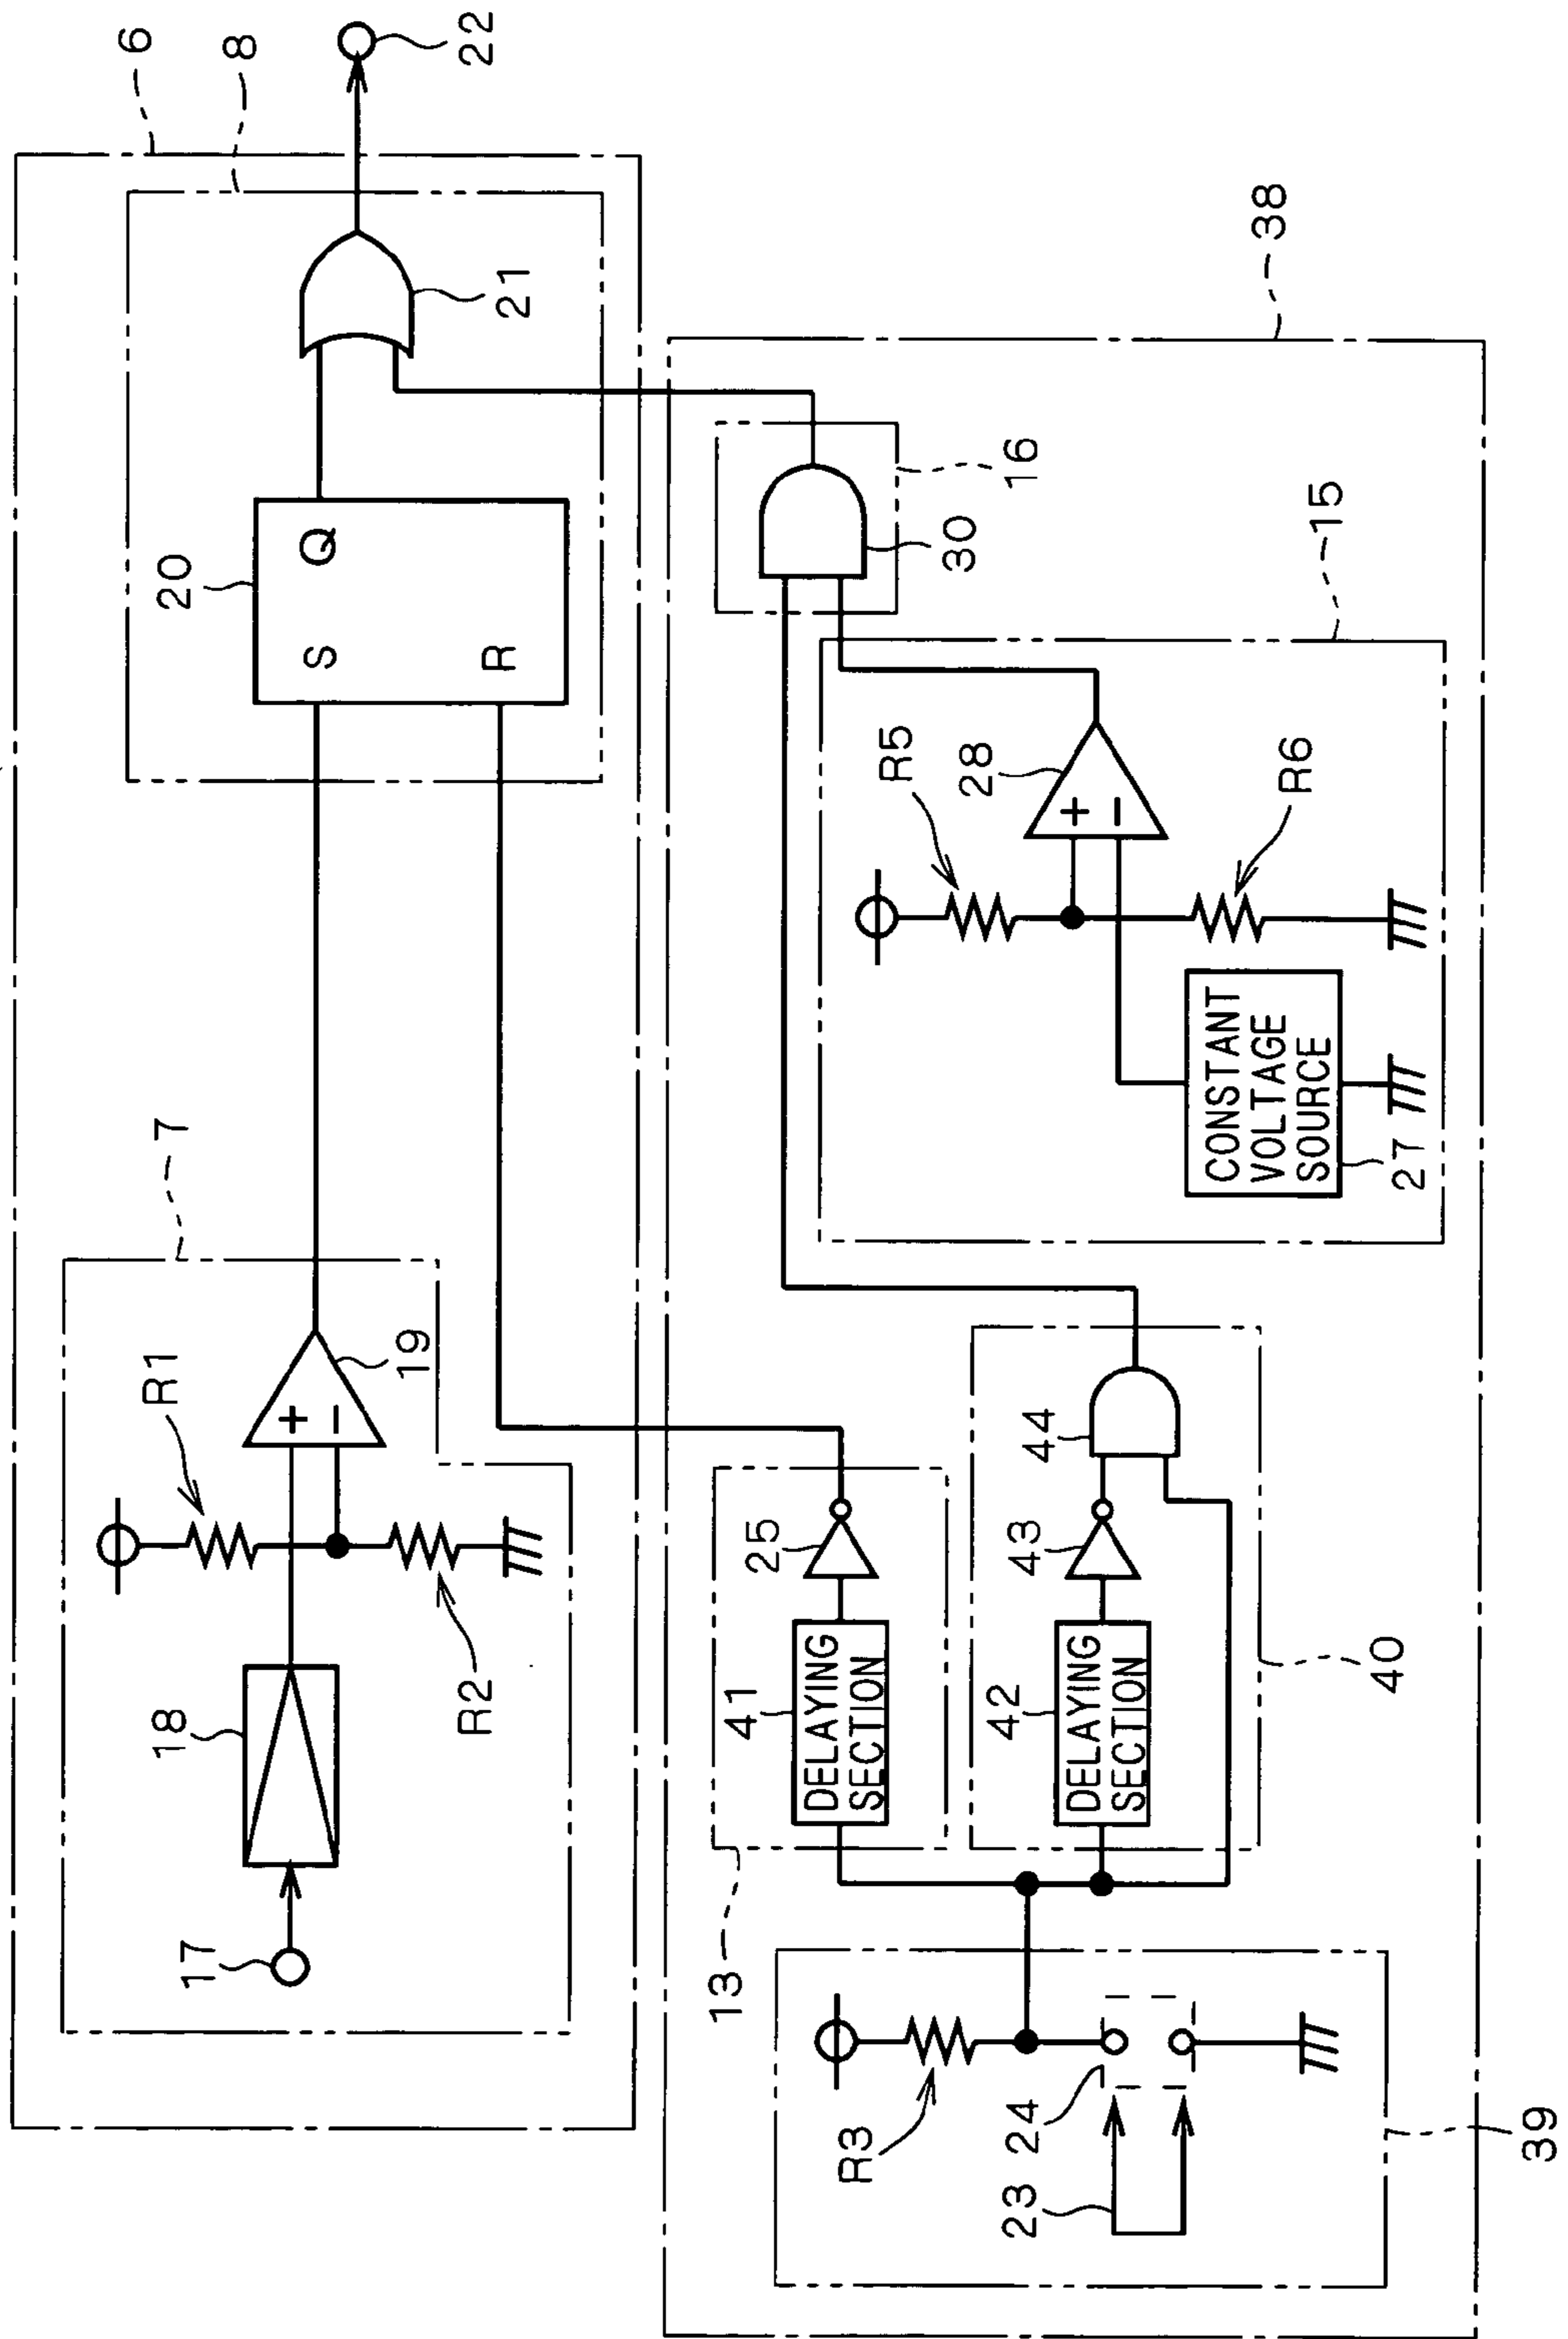 6
8
22
7
20
S
Q
R
21
R1
19
18
17
R2
38
16
30
15
R5
28
+
−
R6
CONSTANT
VOLTAGE
SOURCE
27
+
−
13
41
DELAYING
SECTION
25
42
DELAYING
SECTION
43
44
40
R3
24
23
39